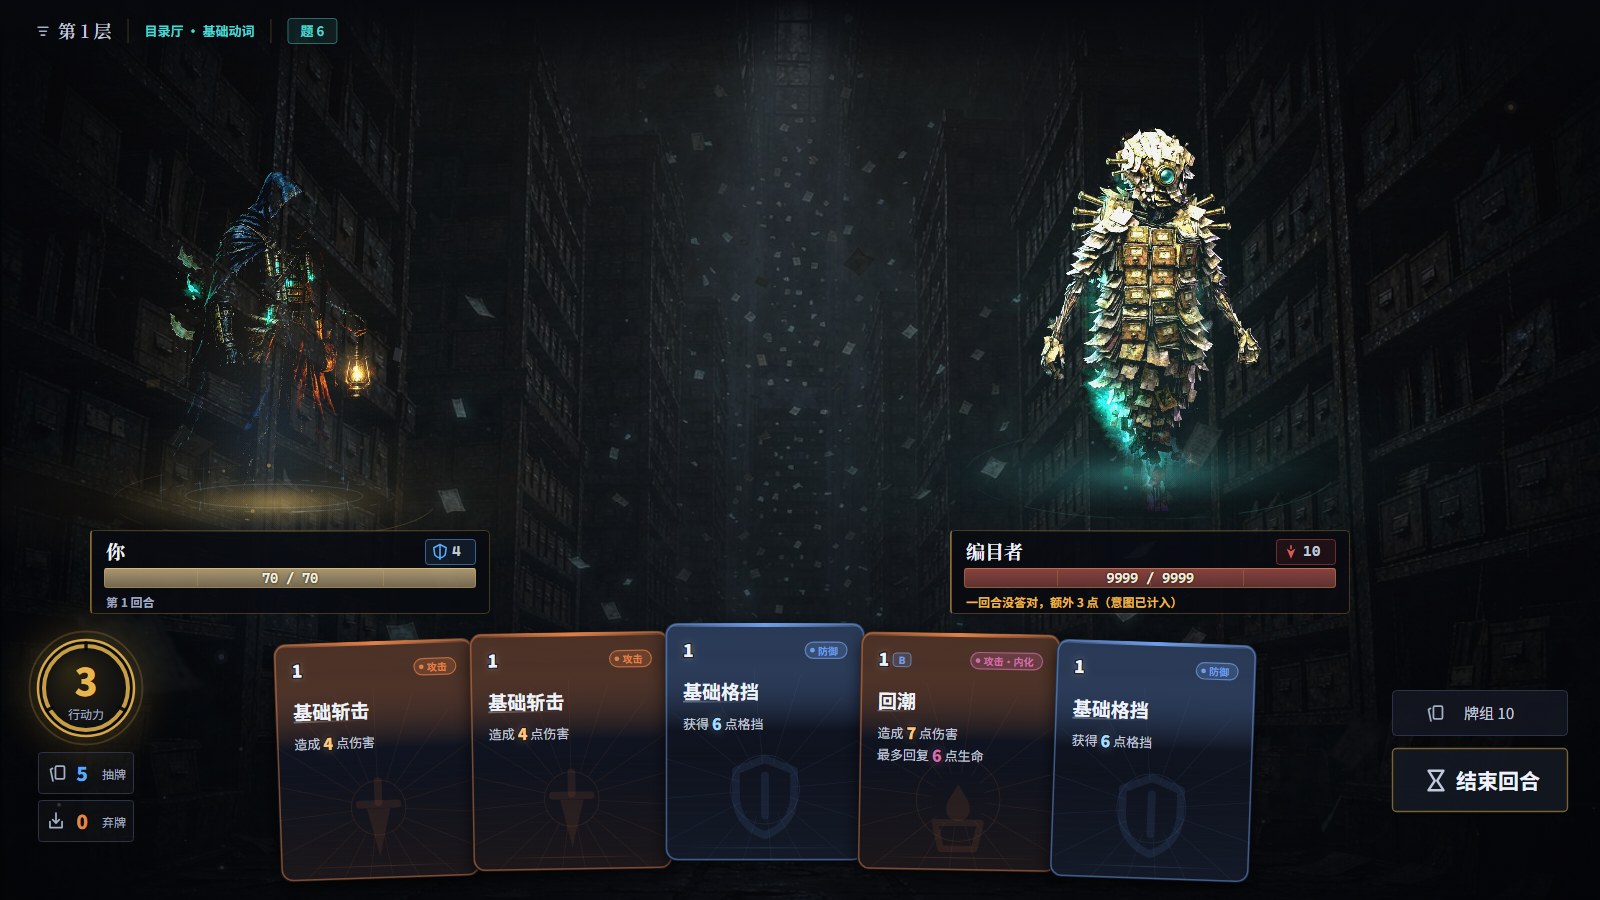 第 1 层
目录厅 · 基础动词
题 6
你
4
70 / 70
第 1 回合
编目者
10
9999 / 9999
一回合没答对，额外 3 点（意图已计入）
3
行动力
5 抽牌
0 弃牌
1
攻击
基础斩击
造成 4 点伤害
1
攻击
基础斩击
造成 4 点伤害
1
防御
基础格挡
获得 6 点格挡
1 B
攻击·内化
回潮
造成 7 点伤害
最多回复 6 点生命
1
防御
基础格挡
获得 6 点格挡
牌组 10
结束回合